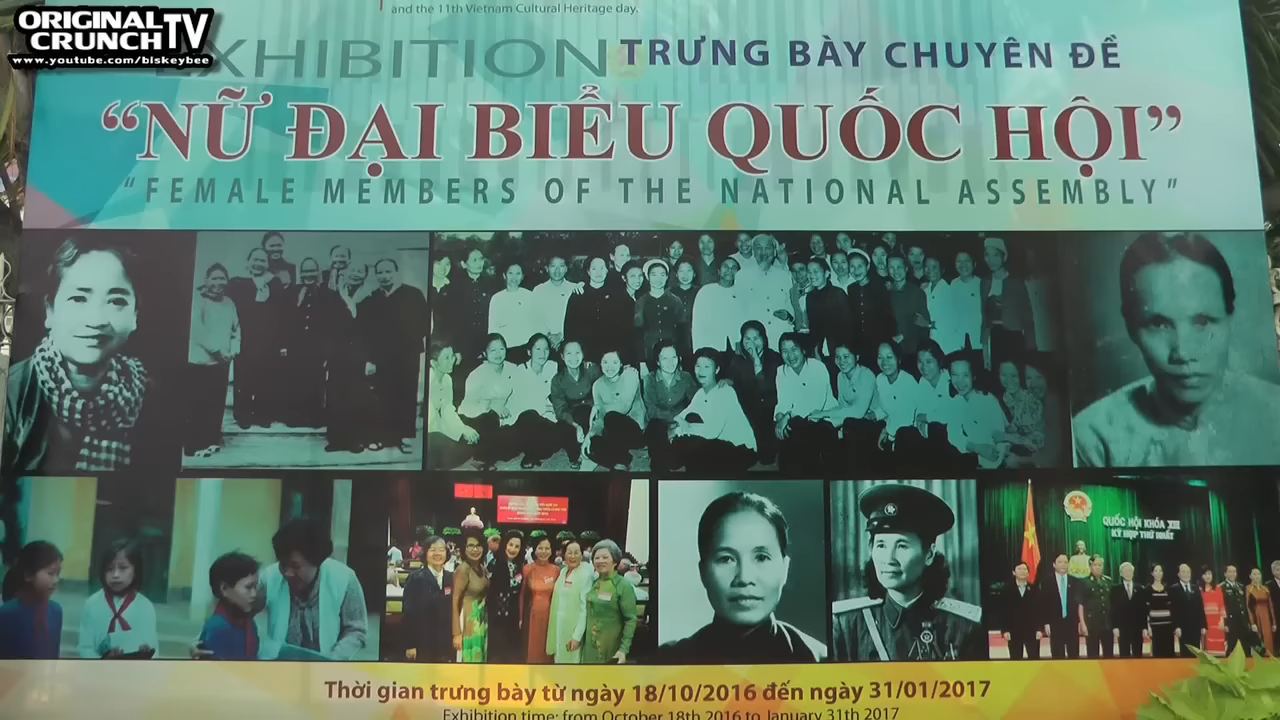 ORIGINAL
CRUNCH TV
www.youtube.com/biskeybee
and the 11th Vietnam Cultural Heritage day.
EXHIBITION TRƯNG BÀY CHUYÊN ĐỀ
“NỮ ĐẠI BIỂU QUỐC HỘI”
"FEMALE MEMBERS OF THE NATIONAL ASSEMBLY"
QUỐC HỘI KHÓA XIII
KỲ HỌP THỨ NHẤT
Thời gian trưng bày từ ngày 18/10/2016 đến ngày 31/01/2017
Exhibition time: from October 18th 2016 to January 31th 2017